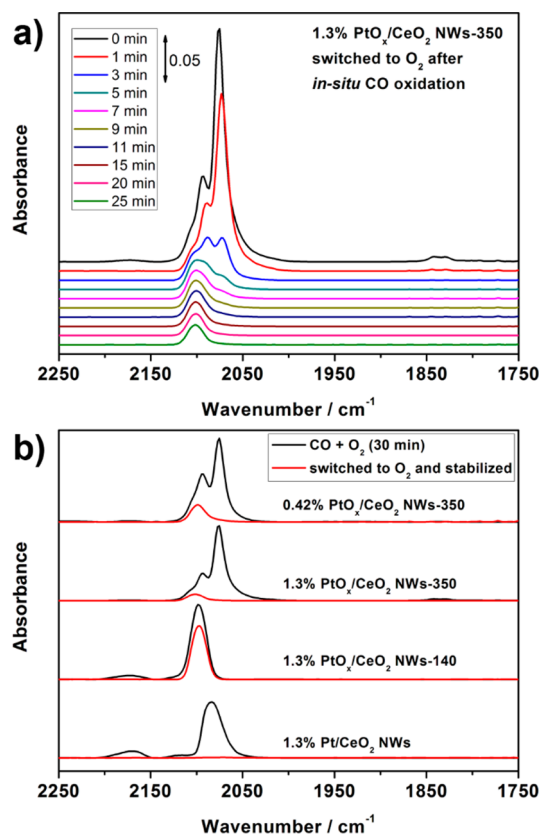 a)
0 min
1 min
3 min
5 min
7 min
9 min
11 min
15 min
20 min
25 min
0.05
1.3% PtOₓ/CeO₂ NWs-350
switched to O₂ after
in-situ CO oxidation
Absorbance
2250 2150 2050 1950 1850 1750
Wavenumber / cm⁻¹
b)
CO + O₂ (30 min)
switched to O₂ and stabilized
0.42% PtOₓ/CeO₂ NWs-350
1.3% PtOₓ/CeO₂ NWs-350
1.3% PtOₓ/CeO₂ NWs-140
1.3% Pt/CeO₂ NWs
Absorbance
2250 2150 2050 1950 1850 1750
Wavenumber / cm⁻¹